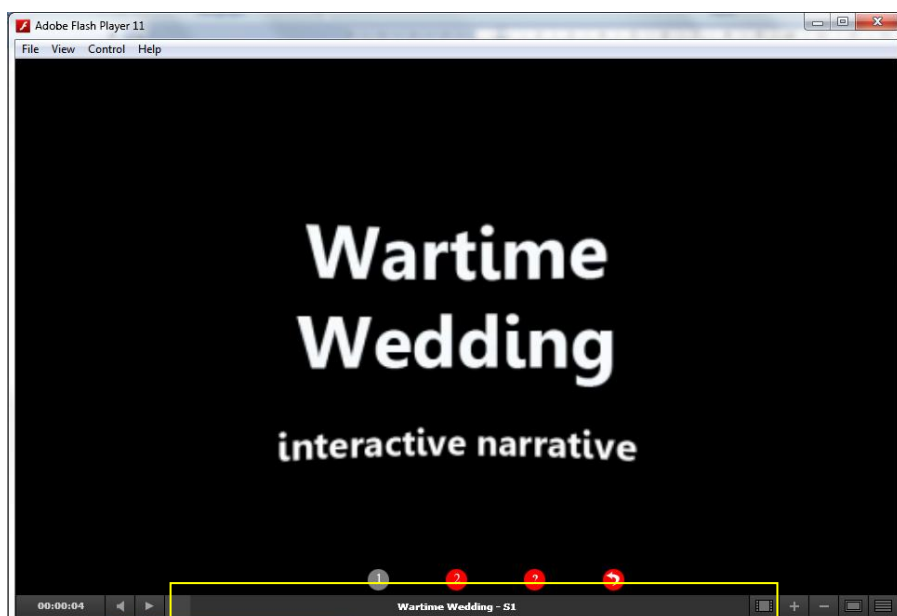 Adobe Flash Player 11
File View Control Help
Wartime
Wedding
interactive narrative
1 2 ?
00:00:04 Wartime Wedding - S1